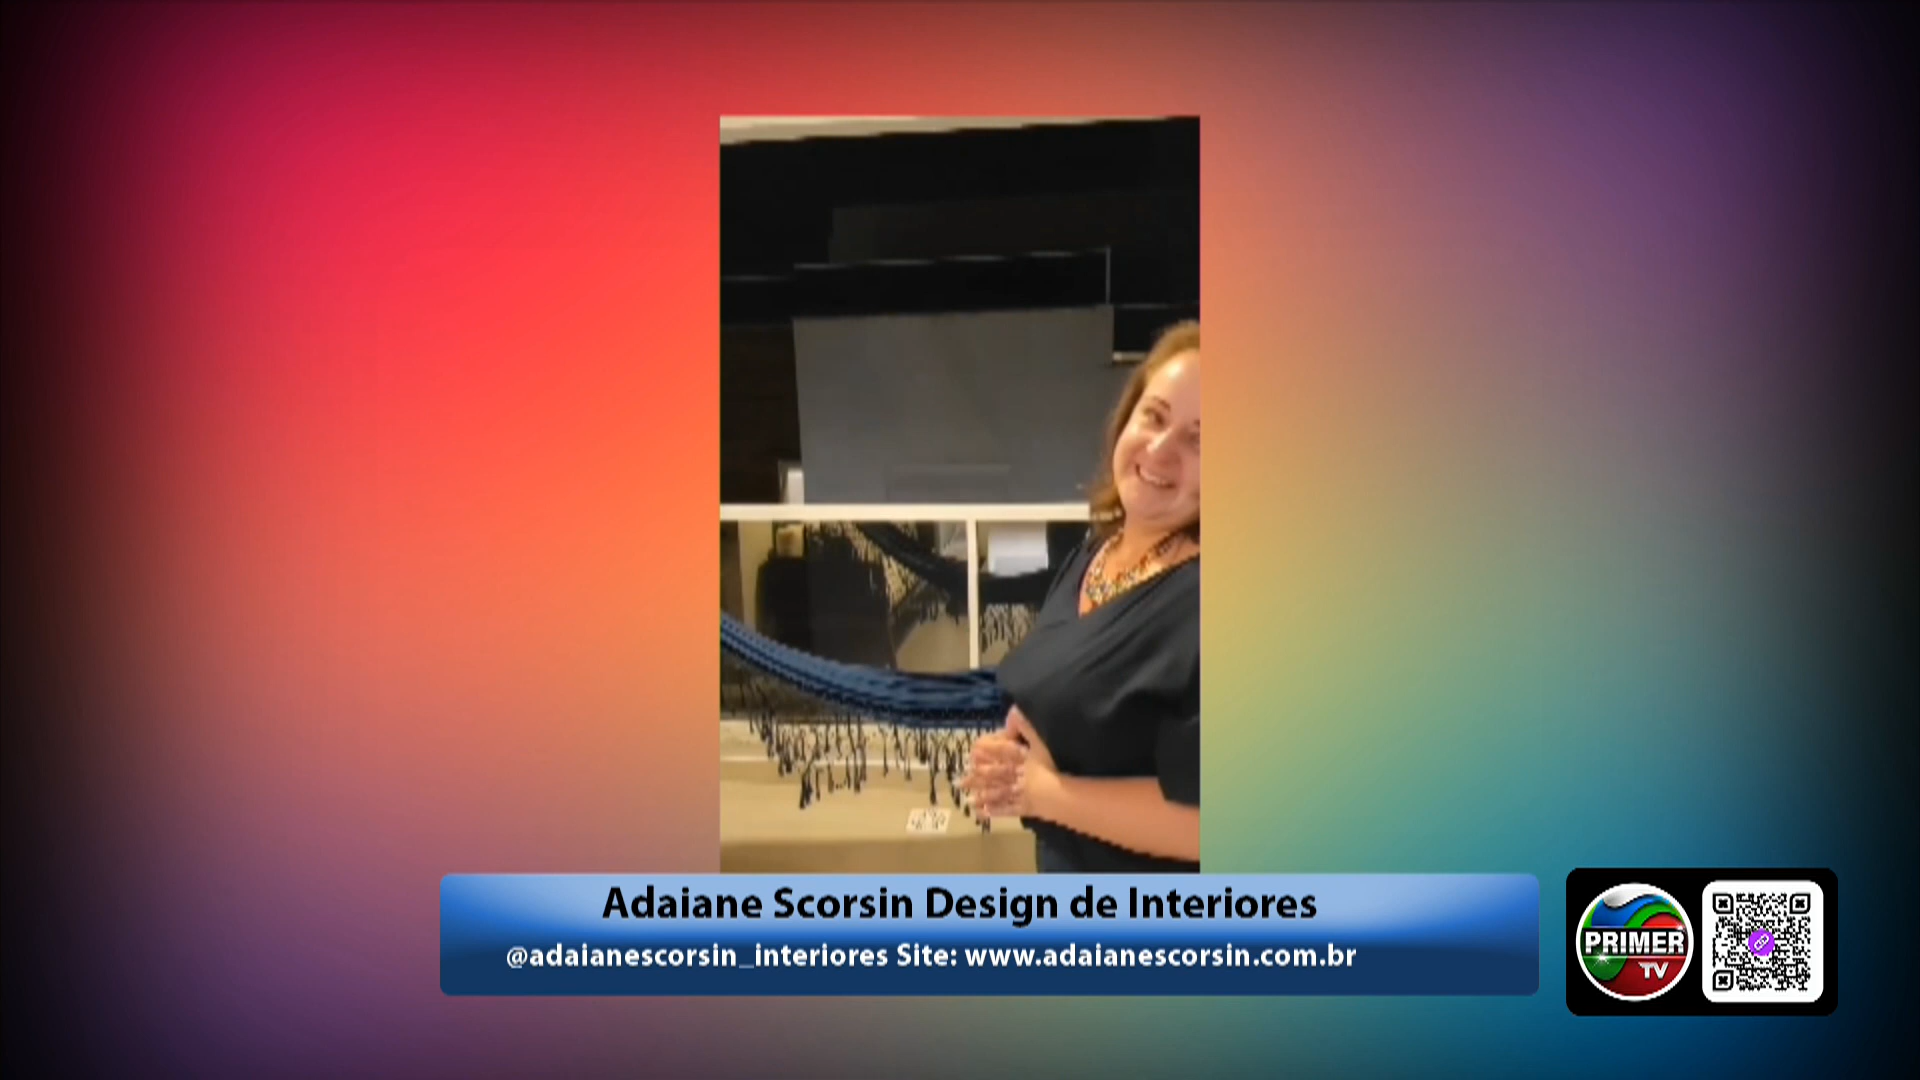 Adaiane Scorsin Design de Interiores
@adaianescorsin_interiores Site: www.adaianescorsin.com.br
PRIMER
TV